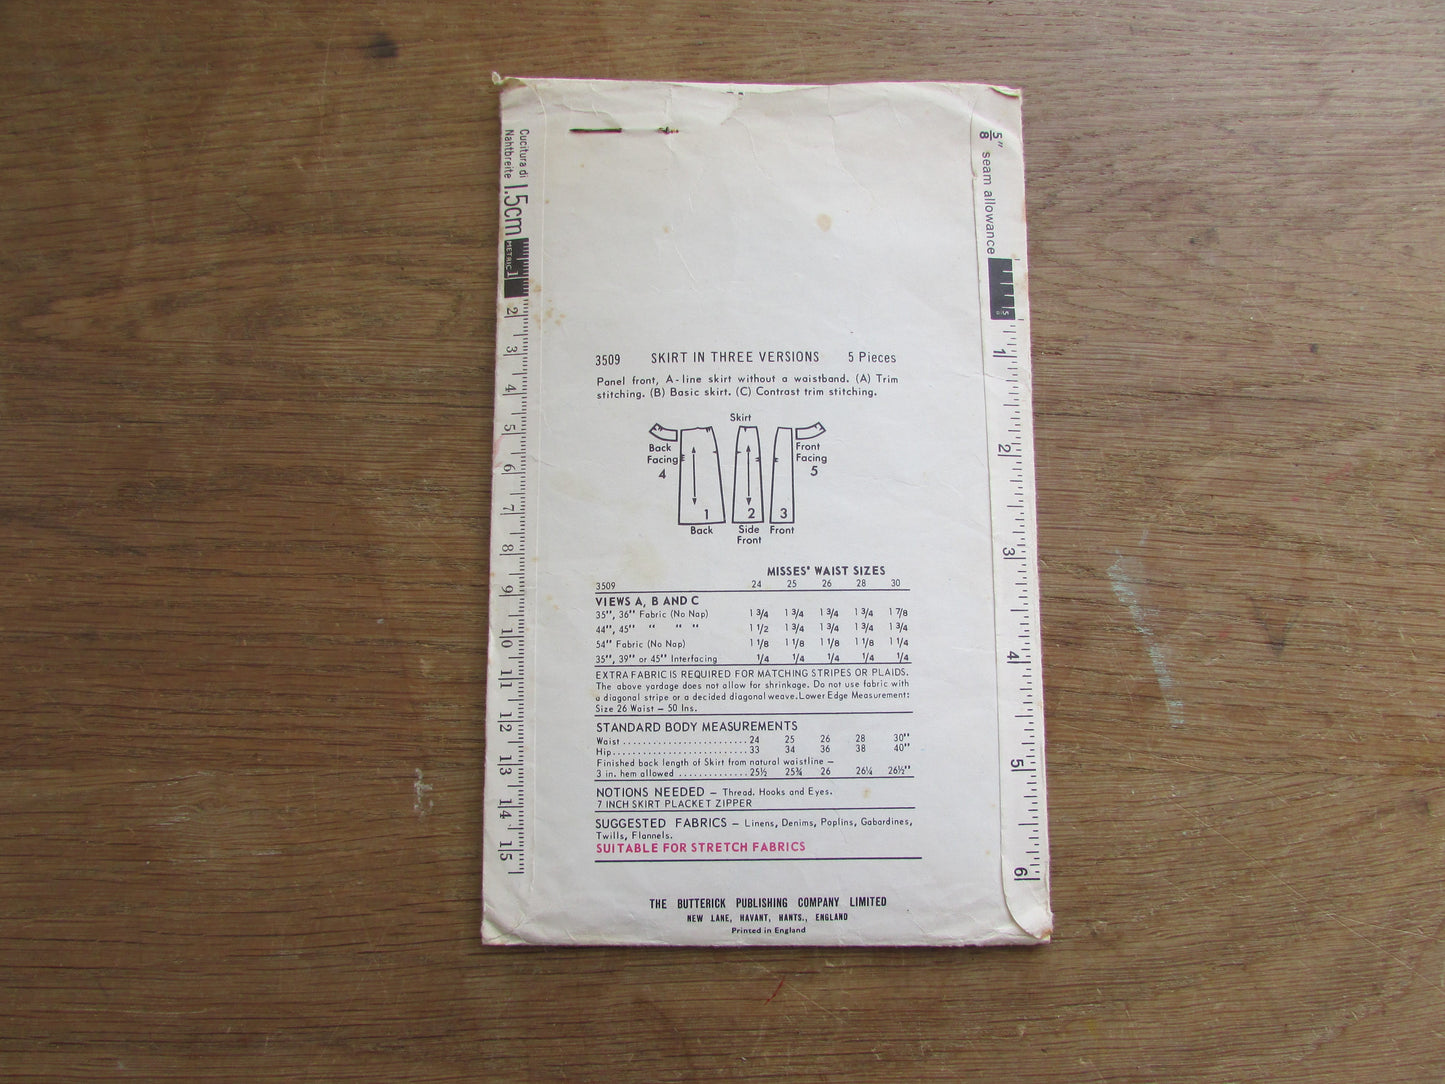 Cucitura di
Nahtbreite 1.5cm
METRIC 1
2
3
4
5
6
7
8
9
10
11
12
13
14
15
5/8" seam allowance
5/8
1
2
3
4
5
6
3509 SKIRT IN THREE VERSIONS 5 Pieces
Panel front, A-line skirt without a waistband. (A) Trim
stitching. (B) Basic skirt. (C) Contrast trim stitching.
Skirt
Back Front
Facing Facing
4 5
1 2 3
Back Side Front
Front
MISSES' WAIST SIZES
3509 24 25 26 28 30
VIEWS A, B AND C
35", 36" Fabric (No Nap) 1 3/4 1 3/4 1 3/4 1 3/4 1 7/8
44", 45" " " " 1 1/2 1 3/4 1 3/4 1 3/4 1 3/4
54" Fabric (No Nap) 1 1/8 1 1/8 1 1/8 1 1/8 1 1/4
35", 39" or 45" Interfacing 1/4 1/4 1/4 1/4 1/4
EXTRA FABRIC IS REQUIRED FOR MATCHING STRIPES OR PLAIDS.
The above yardage does not allow for shrinkage. Do not use fabric with
a diagonal stripe or a decided diagonal weave. Lower Edge Measurement:
Size 26 Waist – 50 Ins.
STANDARD BODY MEASUREMENTS
Waist ........................ 24 25 26 28 30"
Hip .......................... 33 34 36 38 40"
Finished back length of Skirt from natural waistline –
3 in. hem allowed ............. 25½ 25¾ 26 26¼ 26½"
NOTIONS NEEDED – Thread. Hooks and Eyes.
7 INCH SKIRT PLACKET ZIPPER
SUGGESTED FABRICS – Linens, Denims, Poplins, Gabardines,
Twills, Flannels.
SUITABLE FOR STRETCH FABRICS
THE BUTTERICK PUBLISHING COMPANY LIMITED
NEW LANE, HAVANT, HANTS., ENGLAND
Printed in England